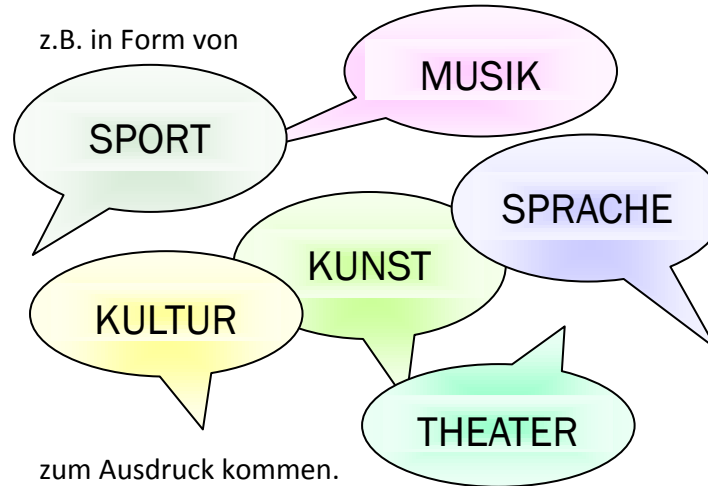 z.B. in Form von
MUSIK
SPORT
SPRACHE
KUNST
KULTUR
THEATER
zum Ausdruck kommen.